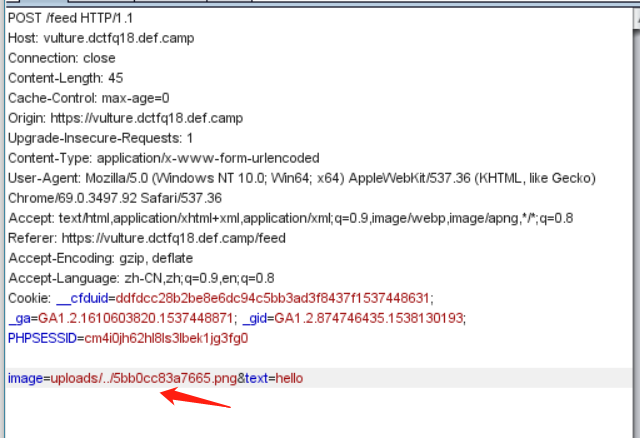 POST /feed HTTP/1.1
Host: vulture.dctfq18.def.camp
Connection: close
Content-Length: 45
Cache-Control: max-age=0
Origin: https://vulture.dctfq18.def.camp
Upgrade-Insecure-Requests: 1
Content-Type: application/x-www-form-urlencoded
User-Agent: Mozilla/5.0 (Windows NT 10.0; Win64; x64) AppleWebKit/537.36 (KHTML, like Gecko)
Chrome/69.0.3497.92 Safari/537.36
Accept: text/html,application/xhtml+xml,application/xml;q=0.9,image/webp,image/apng,*/*;q=0.8
Referer: https://vulture.dctfq18.def.camp/feed
Accept-Encoding: gzip, deflate
Accept-Language: zh-CN,zh;q=0.9,en;q=0.8
Cookie: __cfduid=ddfdcc28b2be8e6dc94c5bb3ad3f8437f1537448631;
_ga=GA1.2.1610603820.1537448871; _gid=GA1.2.874746435.1538130193;
PHPSESSID=cm4i0jh62hl8ls3lbek1jg3fg0
image=uploads/../5bb0cc83a7665.png&text=hello